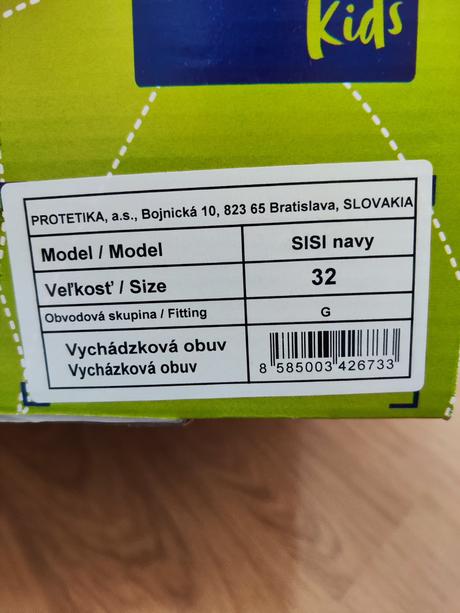 Kids
PROTETIKA, a.s., Bojnická 10, 823 65 Bratislava, SLOVAKIA
Model / Model SISI navy
Veľkosť / Size 32
Obvodová skupina / Fitting G
Vychádzková obuv
Vycházková obuv
8 585003 426733